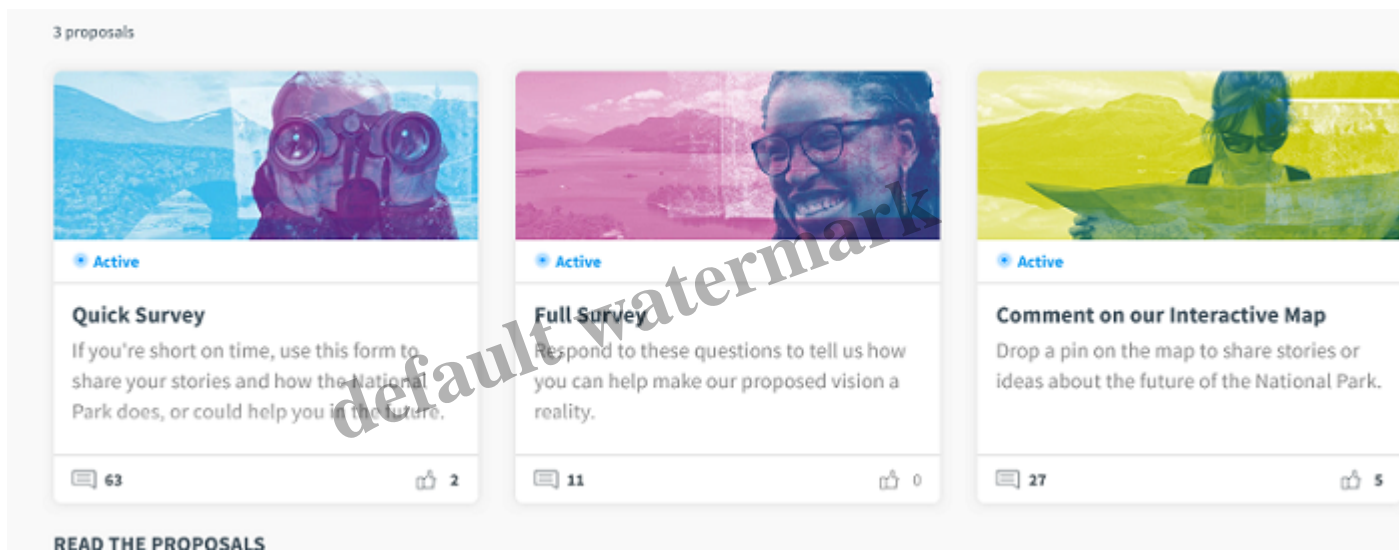 3 proposals
Active
Quick Survey
If you're short on time, use this form to
share your stories and how the National
Park does, or could help you in the future.
63
2
Active
Full Survey
Respond to these questions to tell us how
you can help make our proposed vision a
reality.
11
0
Active
Comment on our Interactive Map
Drop a pin on the map to share stories or
ideas about the future of the National Park.
27
5
READ THE PROPOSALS
default watermark